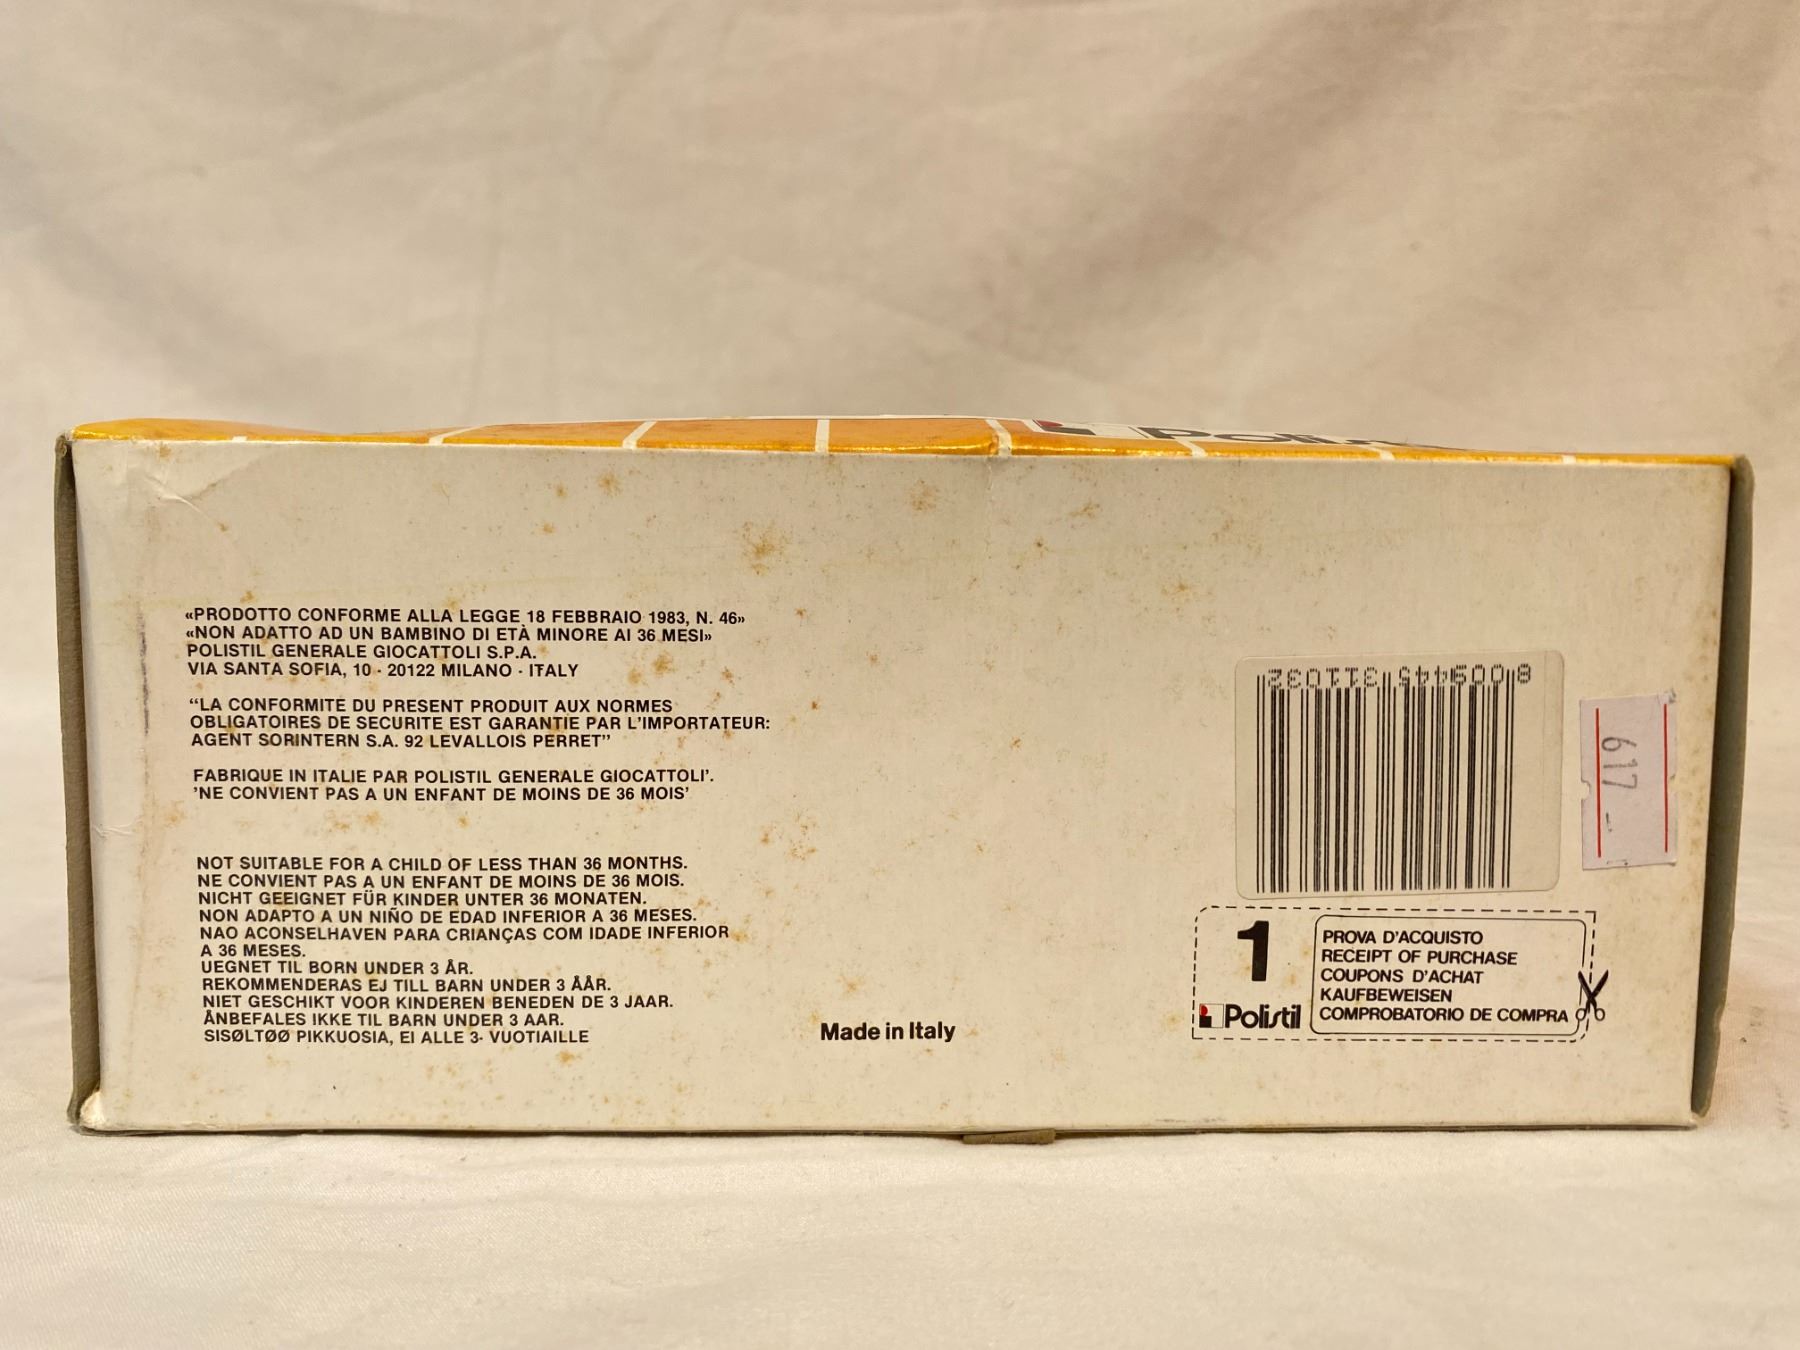 Polistil
«PRODOTTO CONFORME ALLA LEGGE 18 FEBBRAIO 1983, N. 46»
«NON ADATTO AD UN BAMBINO DI ETÀ MINORE AI 36 MESI»
POLISTIL GENERALE GIOCATTOLI S.P.A.
VIA SANTA SOFIA, 10 - 20122 MILANO - ITALY
“LA CONFORMITE DU PRESENT PRODUIT AUX NORMES
OBLIGATOIRES DE SECURITE EST GARANTIE PAR L'IMPORTATEUR:
AGENT SORINTERN S.A. 92 LEVALLOIS PERRET”
FABRIQUE IN ITALIE PAR POLISTIL GENERALE GIOCATTOLI'.
'NE CONVIENT PAS A UN ENFANT DE MOINS DE 36 MOIS'
NOT SUITABLE FOR A CHILD OF LESS THAN 36 MONTHS.
NE CONVIENT PAS A UN ENFANT DE MOINS DE 36 MOIS.
NICHT GEEIGNET FÜR KINDER UNTER 36 MONATEN.
NON ADAPTO A UN NIÑO DE EDAD INFERIOR A 36 MESES.
NAO ACONSELHAVEN PARA CRIANÇAS COM IDADE INFERIOR
A 36 MESES.
UEGNET TIL BORN UNDER 3 ÅR.
REKOMMENDERAS EJ TILL BARN UNDER 3 ÅÅR.
NIET GESCHIKT VOOR KINDEREN BENEDEN DE 3 JAAR.
ÅNBEFALES IKKE TIL BARN UNDER 3 AAR.
SISØLTØØ PIKKUOSIA, EI ALLE 3- VUOTIAILLE
Made in Italy
8 009445 311032
617 -
1
Polistil
PROVA D'ACQUISTO
RECEIPT OF PURCHASE
COUPONS D'ACHAT
KAUFBEWEISEN
COMPROBATORIO DE COMPRA